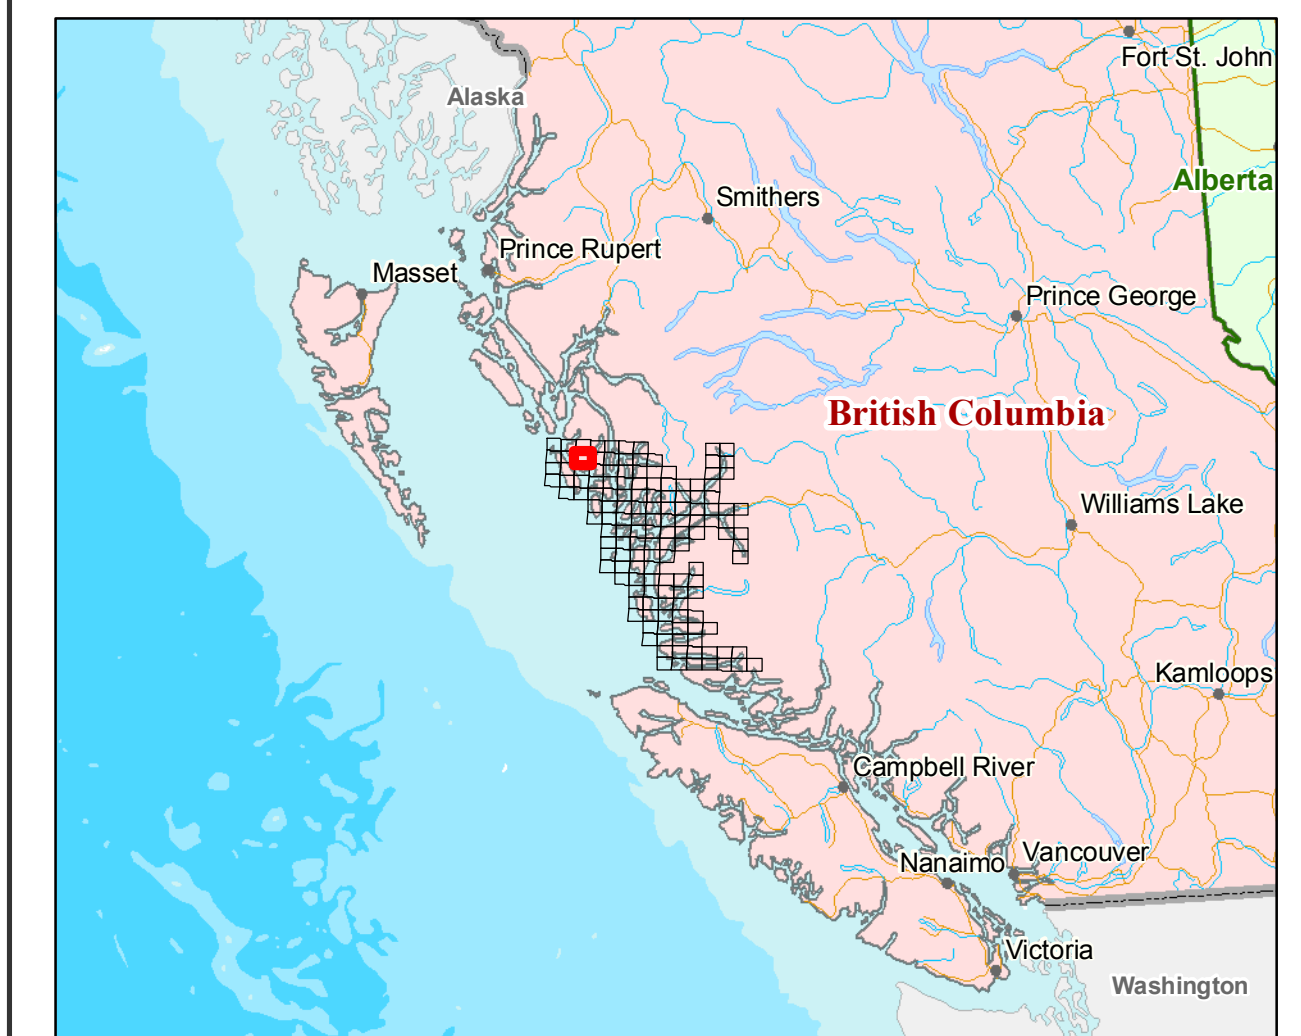 Fort St. John
Alaska
Alberta
Smithers
Prince Rupert
Masset
Prince George
British Columbia
Williams Lake
Kamloops
Campbell River
Vancouver
Nanaimo
Victoria
Washington